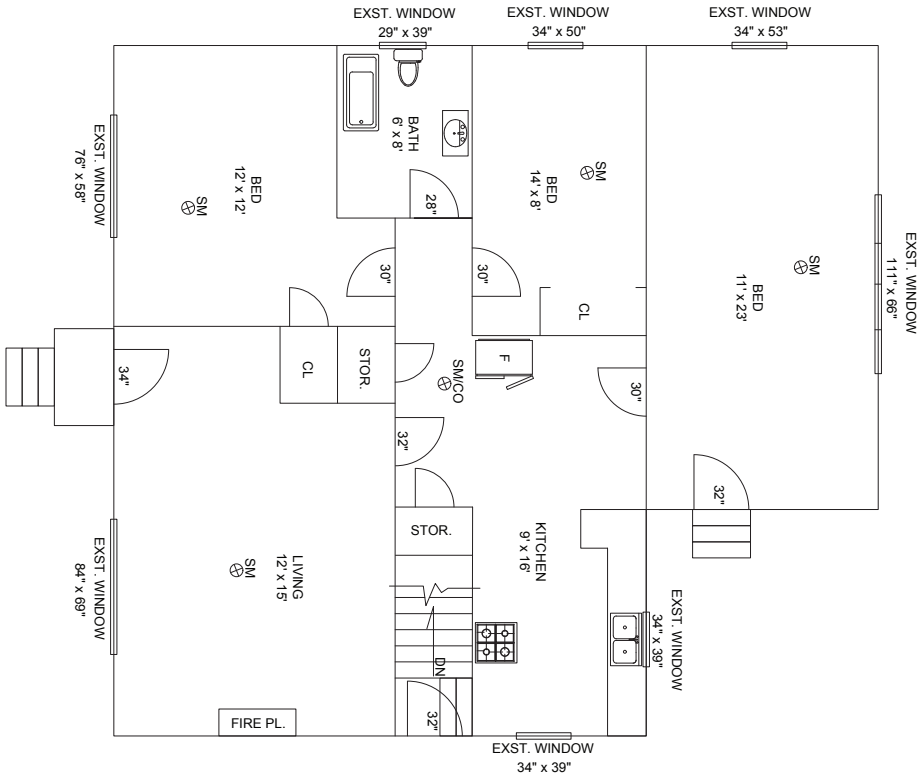 EXST. WINDOW
29" x 39"
EXST. WINDOW
34" x 50"
EXST. WINDOW
34" x 53"
EXST. WINDOW
76" x 58"
BED
12' x 12'
SM
BATH
6' x 8'
28"
BED
14' x 8'
SM
CL
30"
30"
BED
11' x 23'
SM
EXST. WINDOW
111" x 66"
34"
CL
STOR.
SM/CO
F
30"
32"
32"
STOR.
KITCHEN
9' x 16'
EXST. WINDOW
84" x 69"
LIVING
12' x 15'
SM
DN
32"
FIRE PL.
EXST. WINDOW
34" x 39"
EXST. WINDOW
34" x 39"